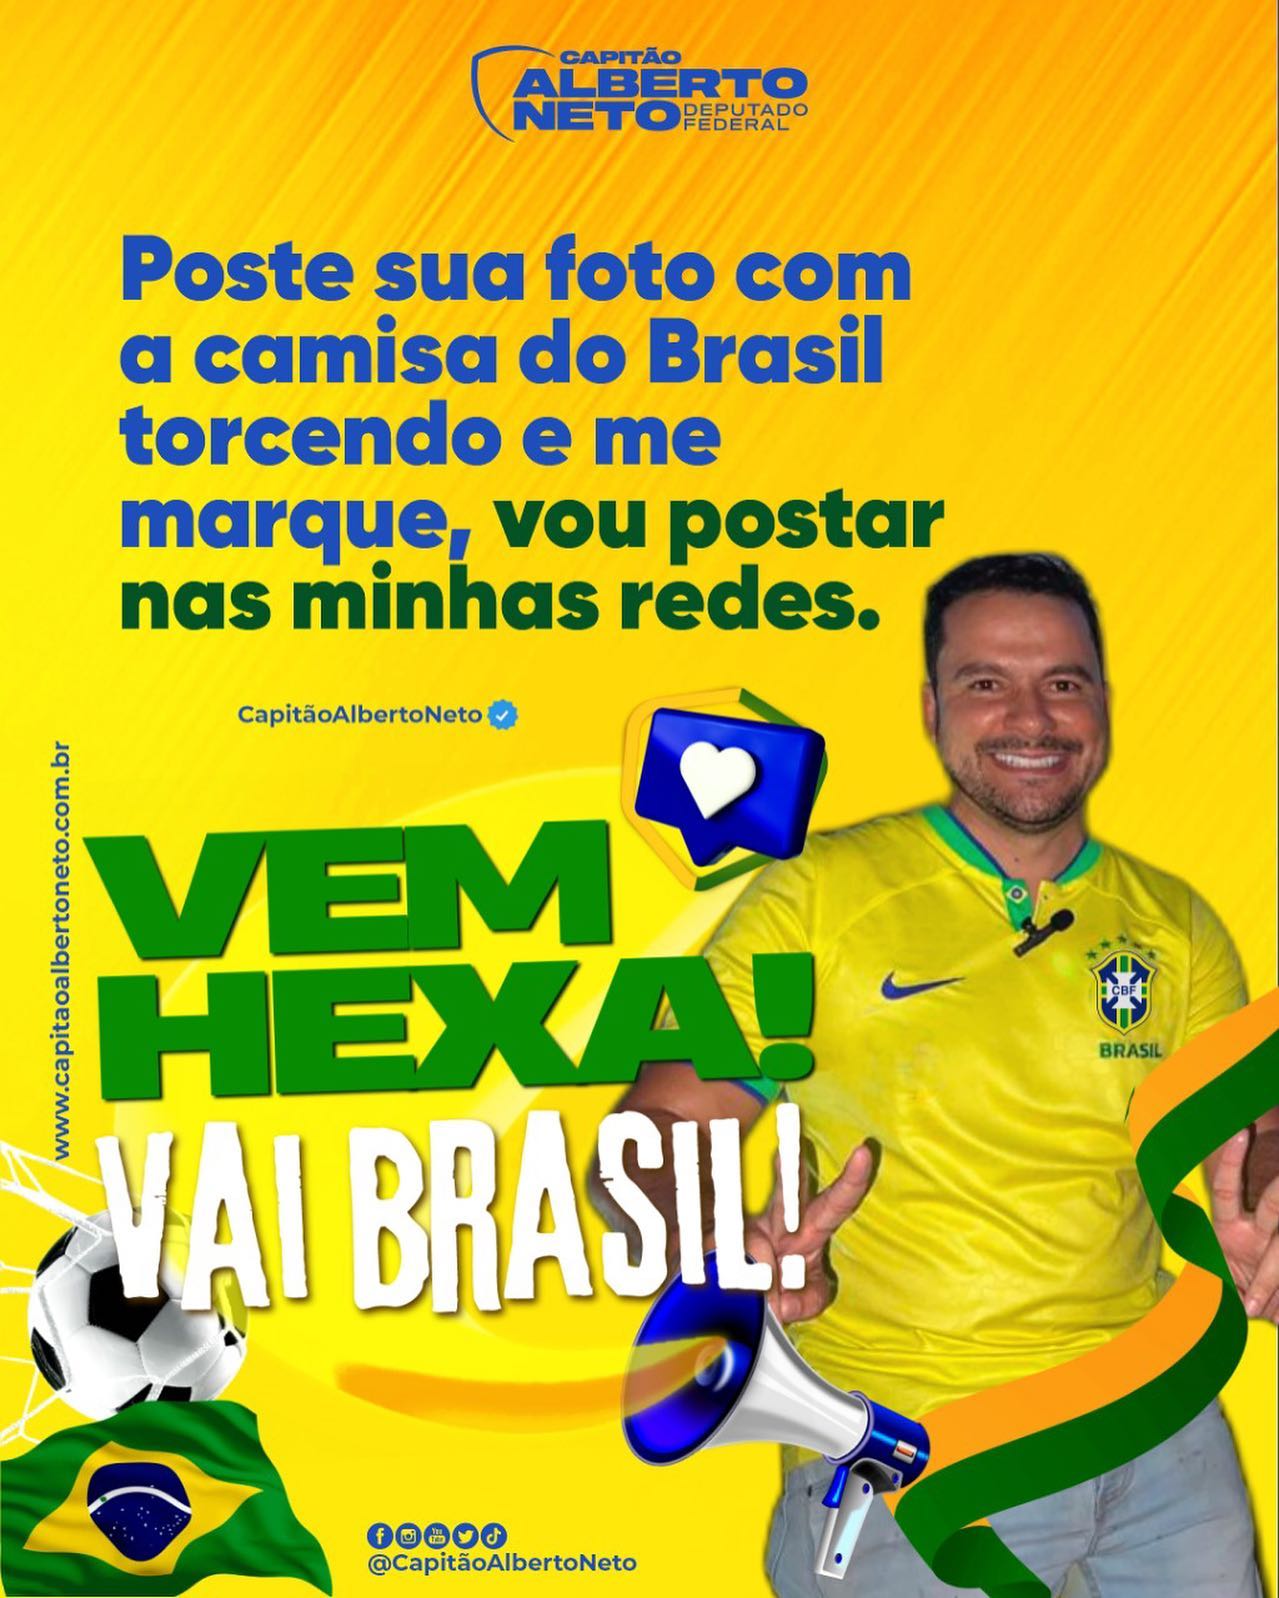 CAPITÃO
ALBERTO
NETO DEPUTADO
FEDERAL
Poste sua foto com
a camisa do Brasil
torcendo e me
marque, vou postar
nas minhas redes.
CapitãoAlbertoNeto
www.capitaoalbertoneto.com.br
VEM
HEXA!
VAI BRASIL!
CBF
BRASIL
@CapitãoAlbertoNeto